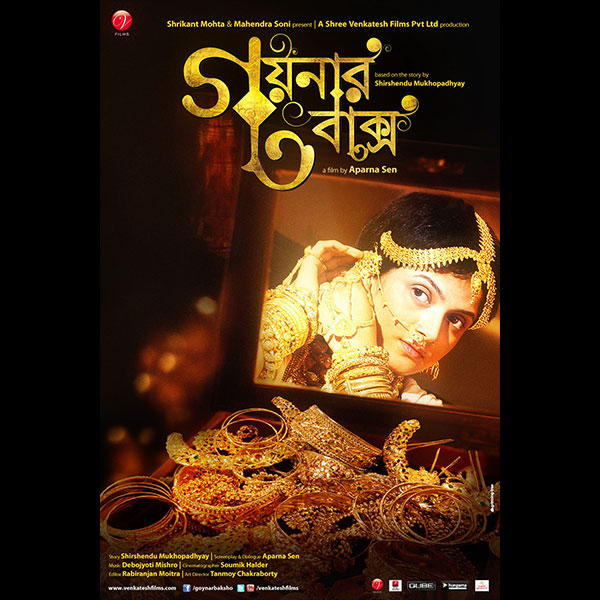 FILMS
Shrikant Mohta & Mahendra Soni present | A Shree Venkatesh Films Pvt Ltd production
গয়নার
বাক্স
based on the story by
Shirshendu Mukhopadhyay
a film by Aparna Sen
Story Shirshendu Mukhopadhyay | Screenplay & Dialogue Aparna Sen
Music Debojyoti Mishro | Cinematographer Soumik Halder
Editor Rabiranjan Moitra | Art Director Tanmoy Chakraborty
www.venkateshfilms.com /goynarbaksho /venkateshfilms
QUBE hungama